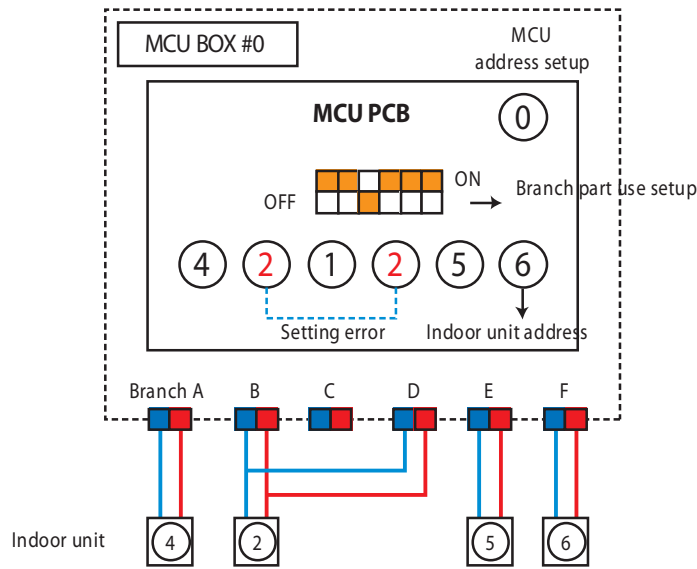 MCU BOX #0
MCU
address setup
MCU PCB
0
OFF
ON
Branch part use setup
4 2 1 2 5 6
Setting error
Indoor unit address
Branch A B C D E F
Indoor unit
4 2 5 6